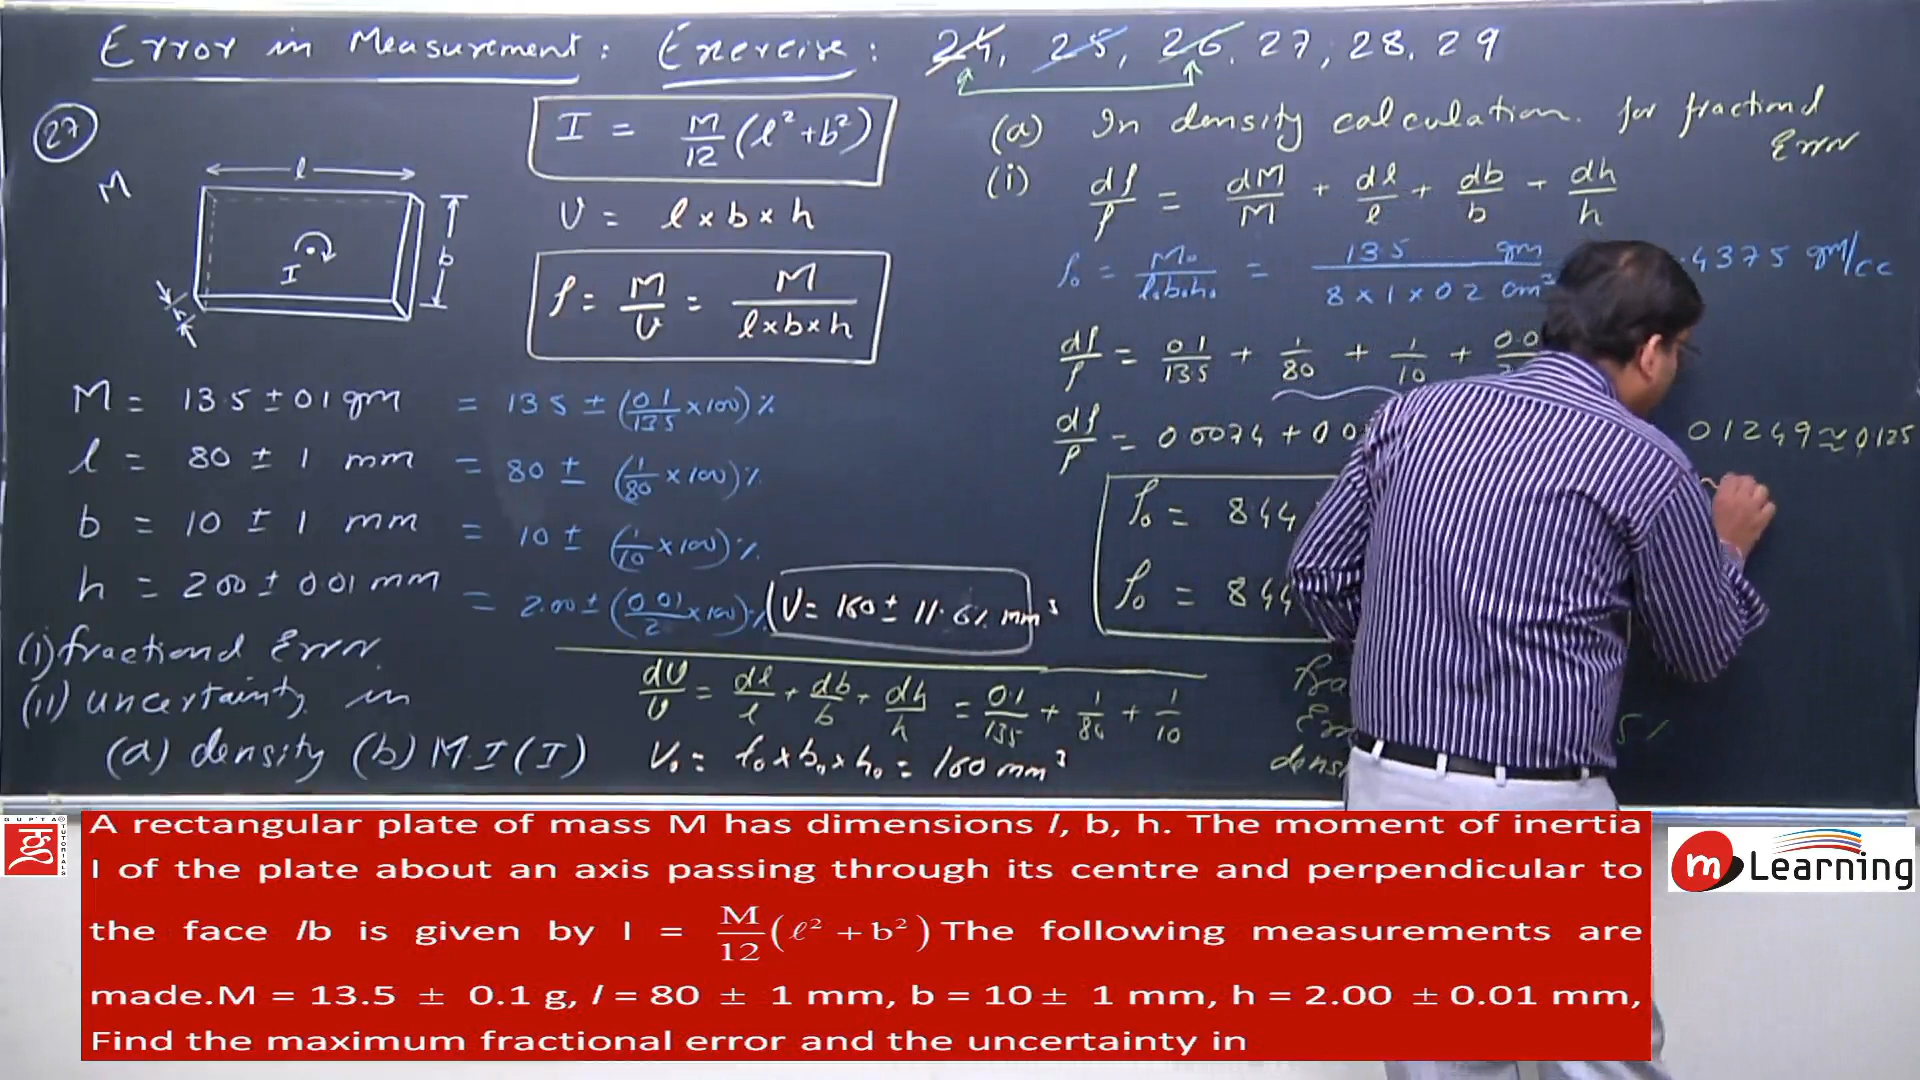 Error in Measurement: Exercise: 24, 25, 26, 27, 28, 29
27
M
l
b
h
I
I = M/12 (l² + b²)
V = l × b × h
ρ = M/V = M/(l×b×h)
M = 13.5 ± 0.1 gm = 13.5 ± (0.1/13.5 ×100)%
l = 80 ± 1 mm = 80 ± (1/80 ×100)%
b = 10 ± 1 mm = 10 ± (1/10 ×100)%
h = 2.00 ± 0.01 mm = 2.00 ± (0.01/2 ×100)%
V = 160 ± 11.6% mm³
(i) fractional Error.
(ii) uncertainty in
(a) density (b) M.I (I)
dV/V = dl/l + db/b + dh/h = 0.1/13.5 + 1/80 + 1/10
V₀ = l₀ × b₀ × h₀ = 160 mm³
(a) In density calculation. for fractional Error
(i) dρ/ρ = dM/M + dl/l + db/b + dh/h
ρ₀ = M₀/l₀b₀h₀ = 13.5 gm / 8 × 1 × 0.2 cm³ .4375 gm/cc
dρ/ρ = 0.1/13.5 + 1/80 + 1/10 +
dρ/ρ = 0.0074 + 0.1249 ≈ 0.125
ρ₀ = 8.44
ρ₀ = 8.44
GUPTA TUTORIALS
A rectangular plate of mass M has dimensions l, b, h. The moment of inertia
I of the plate about an axis passing through its centre and perpendicular to
the face lb is given by I = M/12 (ℓ² + b²) The following measurements are
made.M = 13.5 ± 0.1 g, l = 80 ± 1 mm, b = 10 ± 1 mm, h = 2.00 ± 0.01 mm,
Find the maximum fractional error and the uncertainty in
m Learning